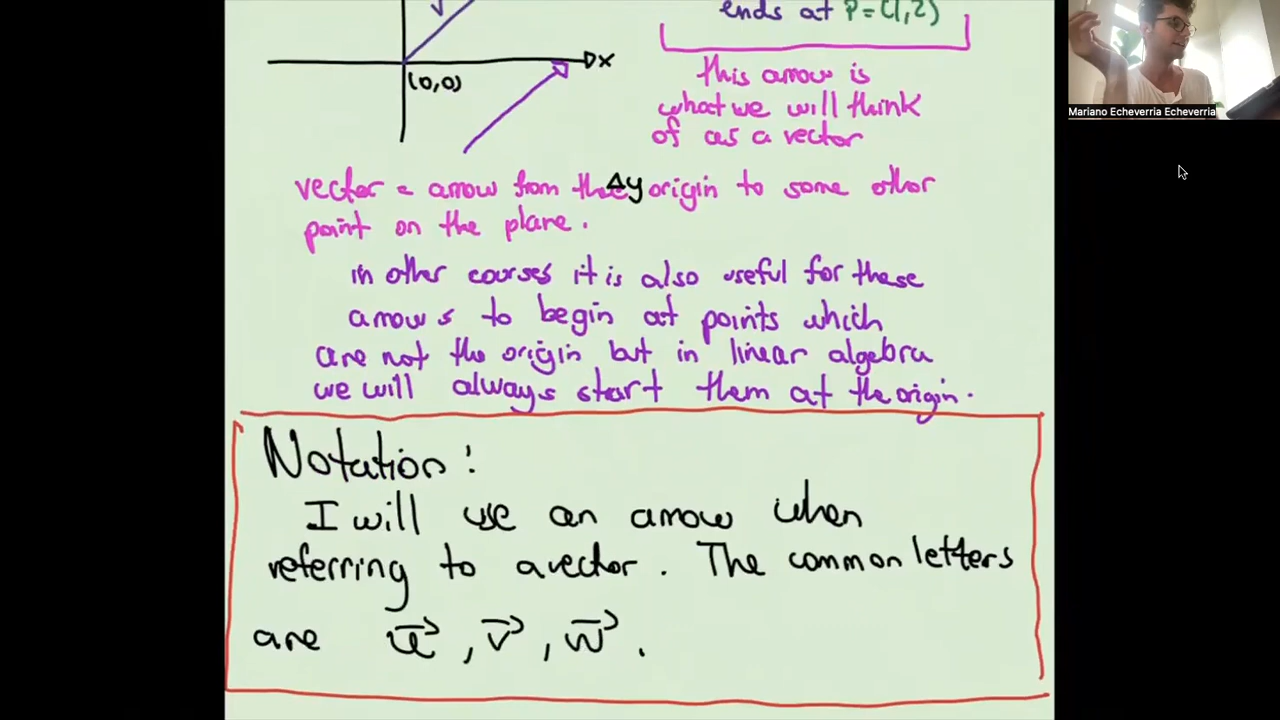 ends at P=(1,2)
V
x
(0,0)
this arrow is
what we will think
of as a vector
Mariano Echeverria Echeverria
vector = arrow from the Δy origin to some other
point on the plane.
in other courses it is also useful for these
arrows to begin at points which
are not the origin but in linear algebra
we will always start them at the origin.
Notation:
I will use an arrow when
referring to a vector. The common letters
are u⃗, v⃗, w⃗.